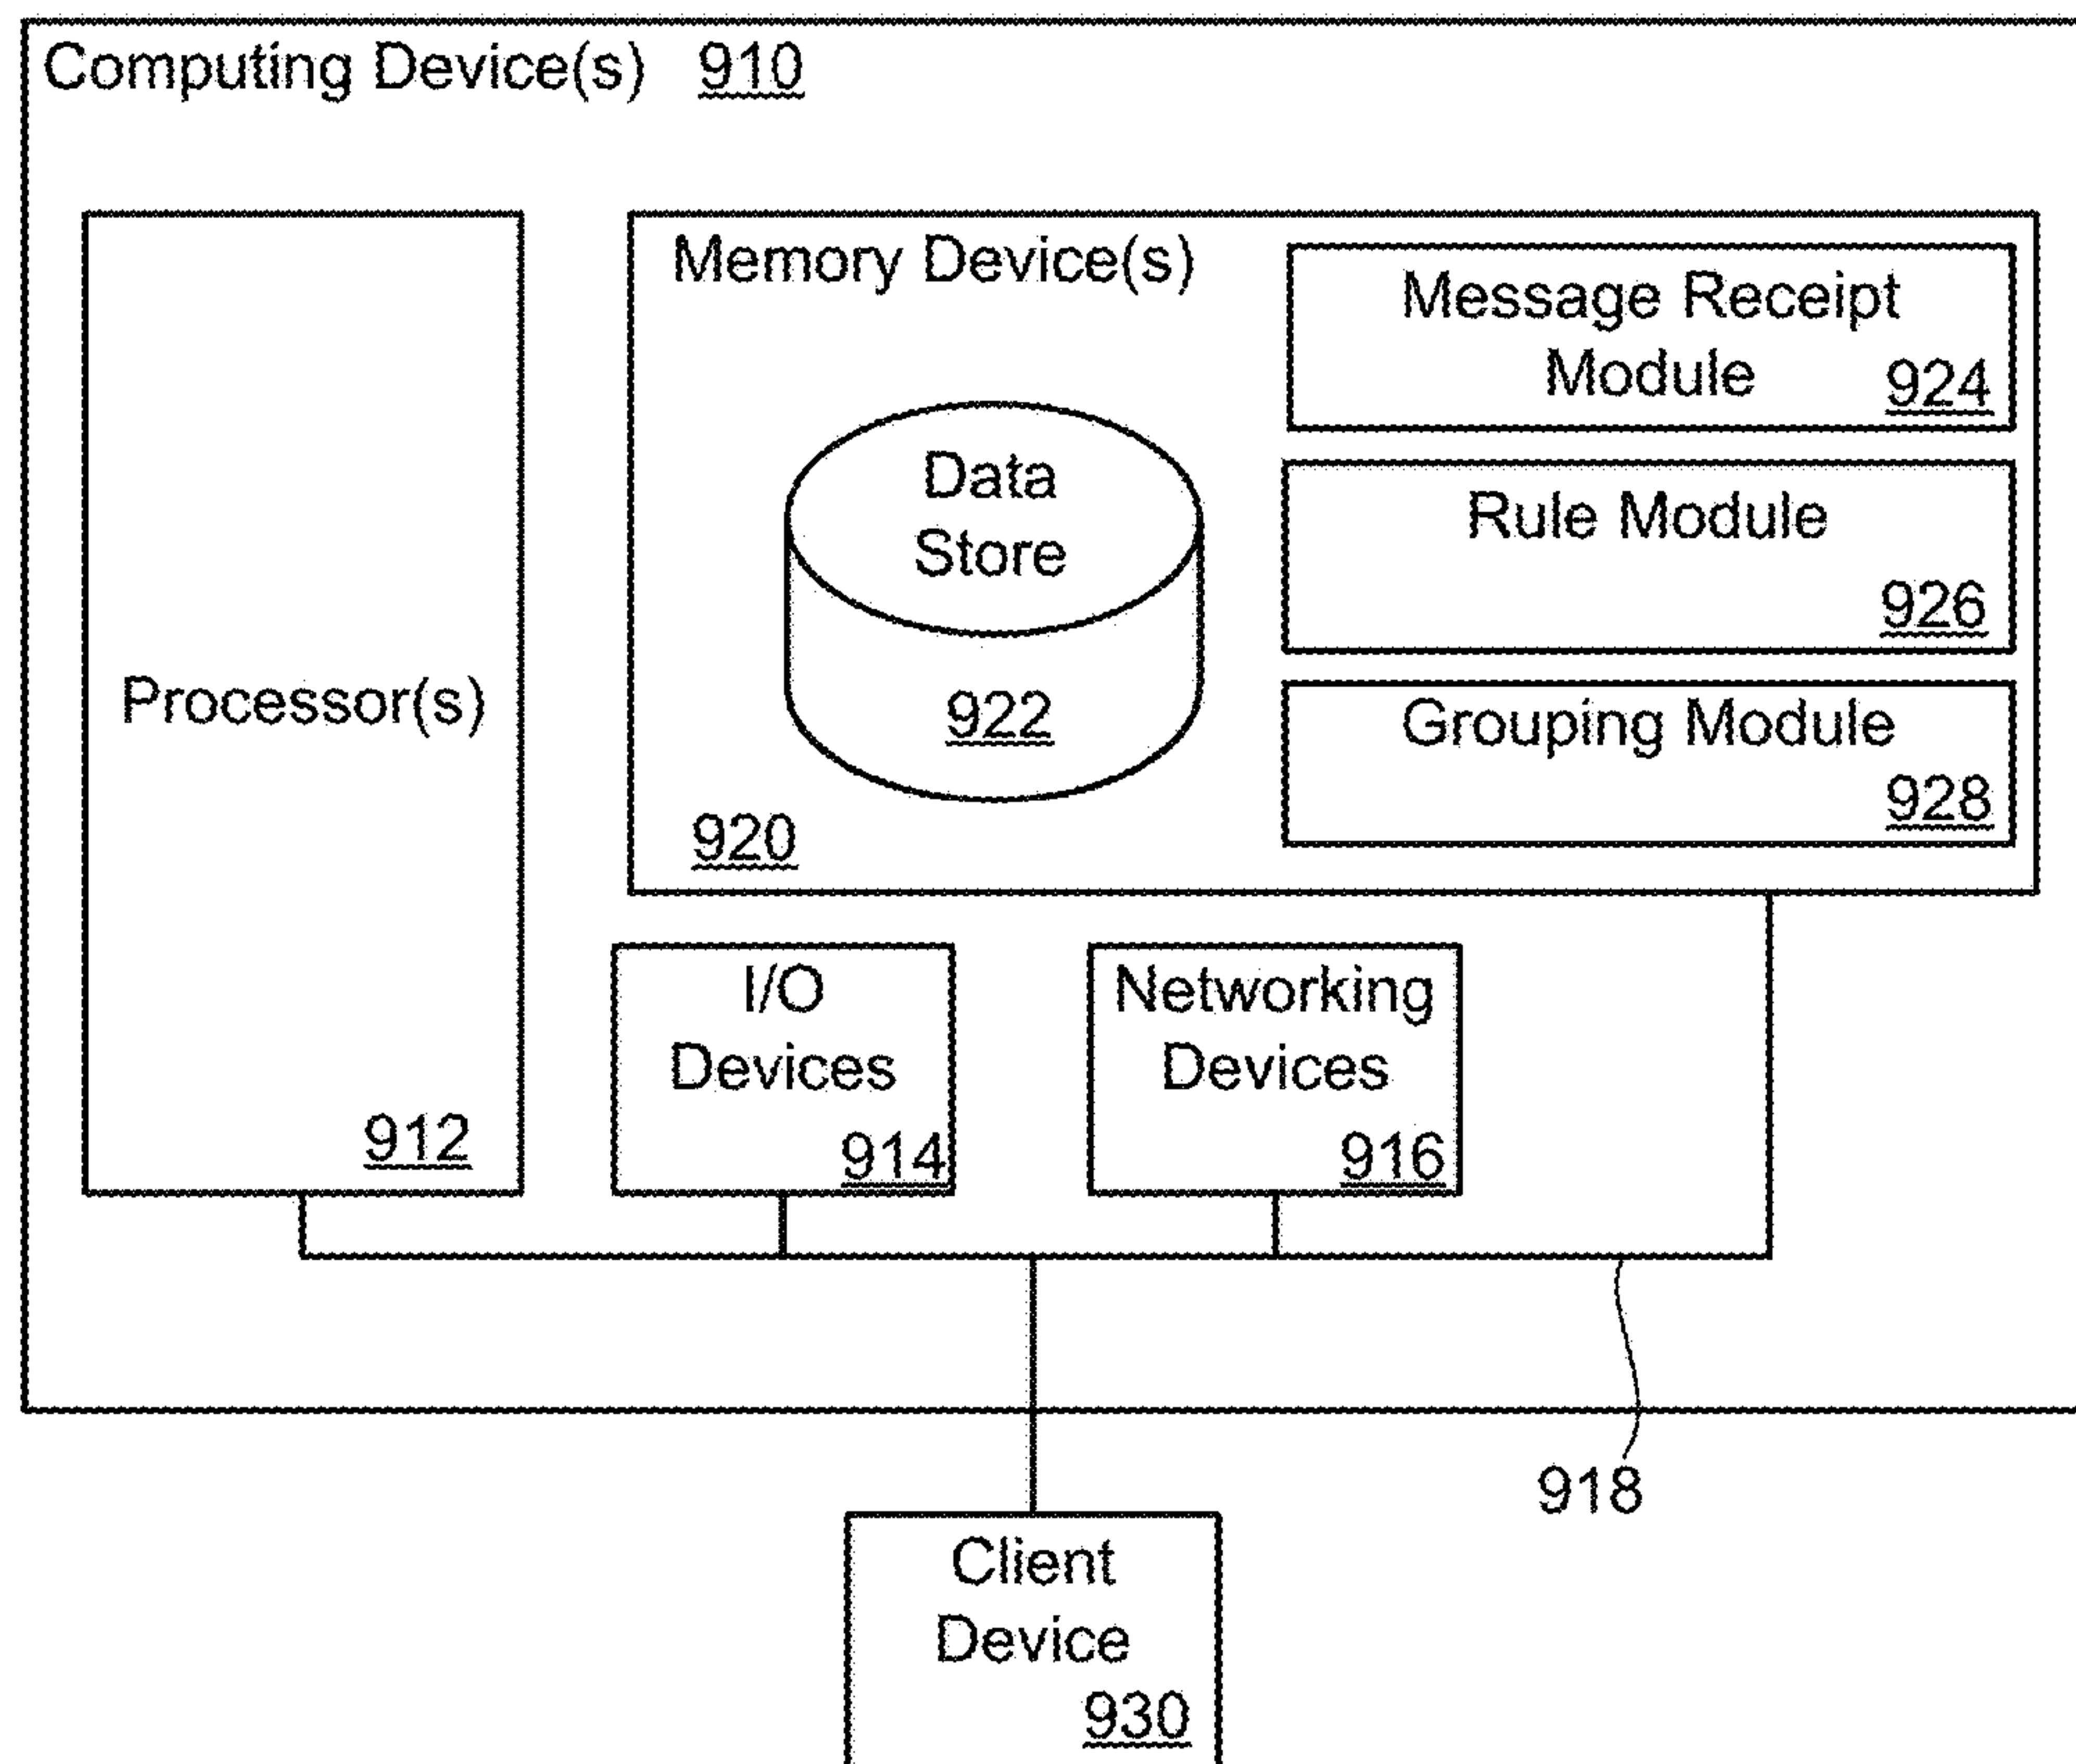 Computing Device(s) 910
Processor(s)
912
Memory Device(s)
Data
Store
922
920
Message Receipt
Module 924
Rule Module
926
Grouping Module
928
I/O
Devices
914
Networking
Devices
916
918
Client
Device
930